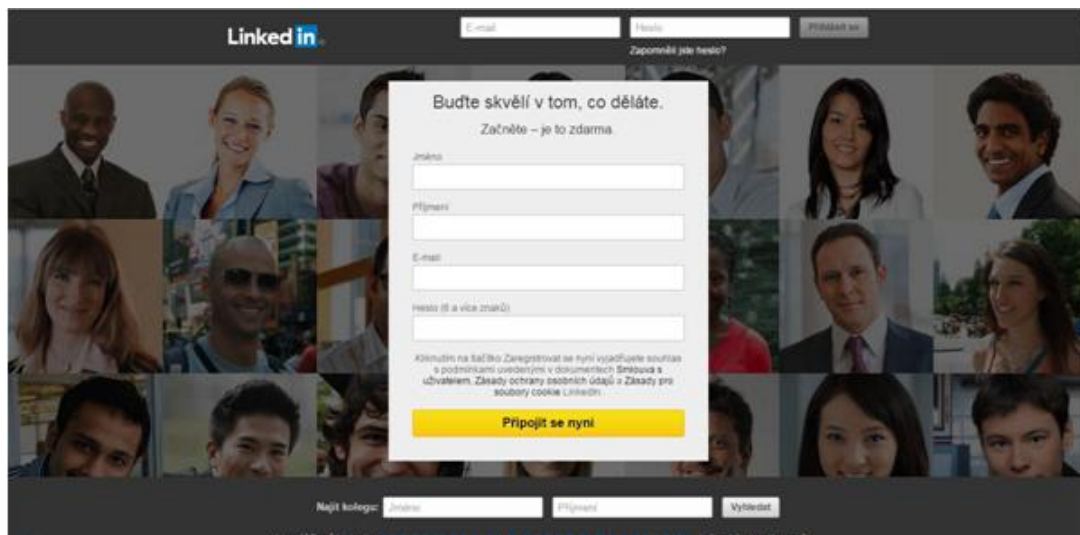 Linked in
E-mail
Heslo
Přihlásit se
Zapomněli jste heslo?
Buďte skvělí v tom, co děláte.
Začněte – je to zdarma.
Jméno
Příjmení
E-mail
Heslo (6 a více znaků)
Kliknutím na tlačítko Zaregistrovat se nyní vyjadřujete souhlas
s podmínkami uvedenými v dokumentech Smlouva s
uživatelem, Zásady ochrany osobních údajů a Zásady pro
soubory cookie LinkedIn.
Připojit se nyní
Najít kolegu:
Jméno
Příjmení
Vyhledat